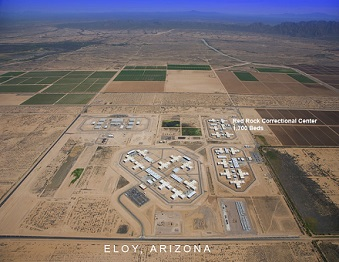 Red Rock Correctional Center
1,500 Beds
ELOY, ARIZONA